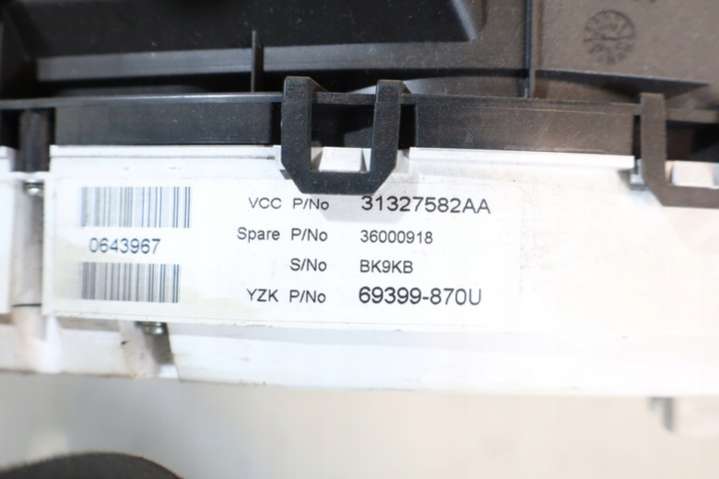 VCC P/No 31327582AA
Spare P/No 36000918
0643967
S/No BK9KB
YZK P/No 69399-870U